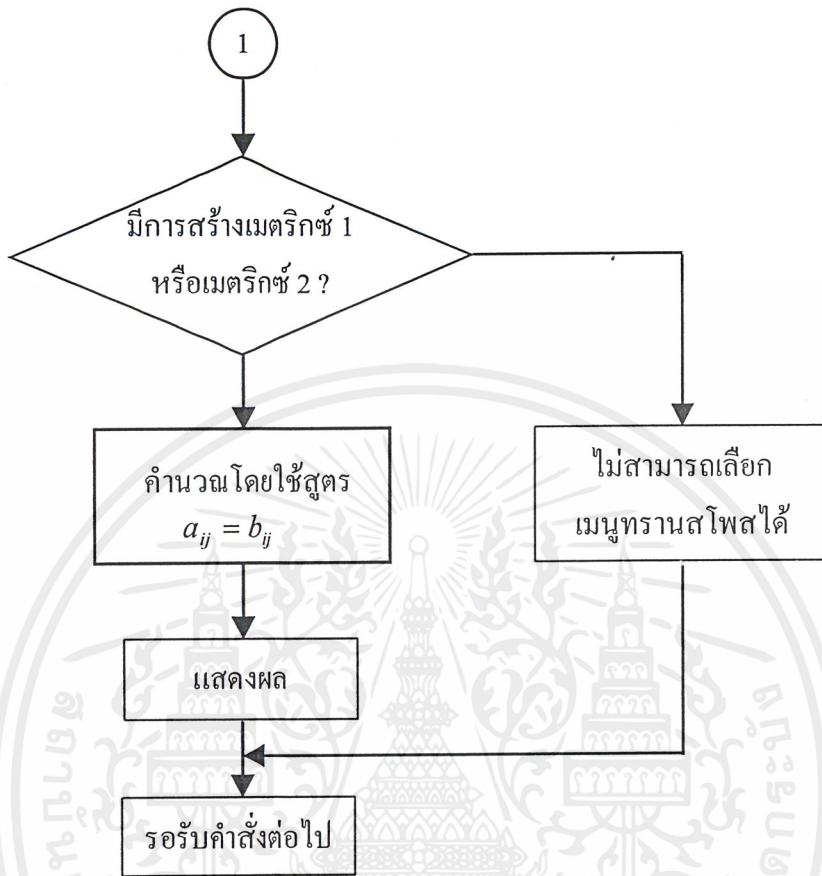 1
มีการสร้างเมตริกซ์ 1
หรือเมตริกซ์ 2 ?
คำนวณโดยใช้สูตร
a_{ij} = b_{ij}
ไม่สามารถเลือก
เมนูทรานสโพสได้
แสดงผล
รอรับคำสั่งต่อไป